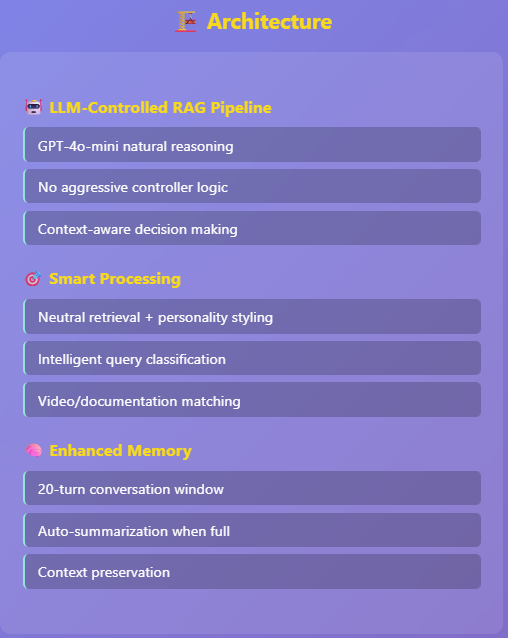 Architecture
LLM-Controlled RAG Pipeline
GPT-4o-mini natural reasoning
No aggressive controller logic
Context-aware decision making
Smart Processing
Neutral retrieval + personality styling
Intelligent query classification
Video/documentation matching
Enhanced Memory
20-turn conversation window
Auto-summarization when full
Context preservation